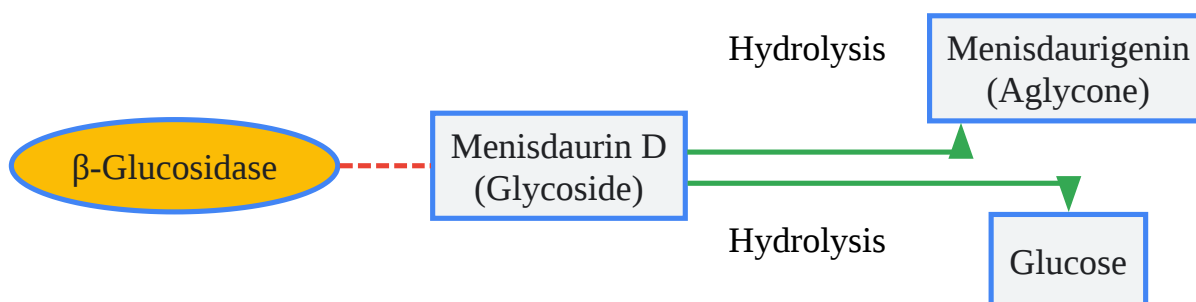 β-Glucosidase
Menisdaurin D
(Glycoside)
Hydrolysis
Menisdaurigenin
(Aglycone)
Hydrolysis
Glucose